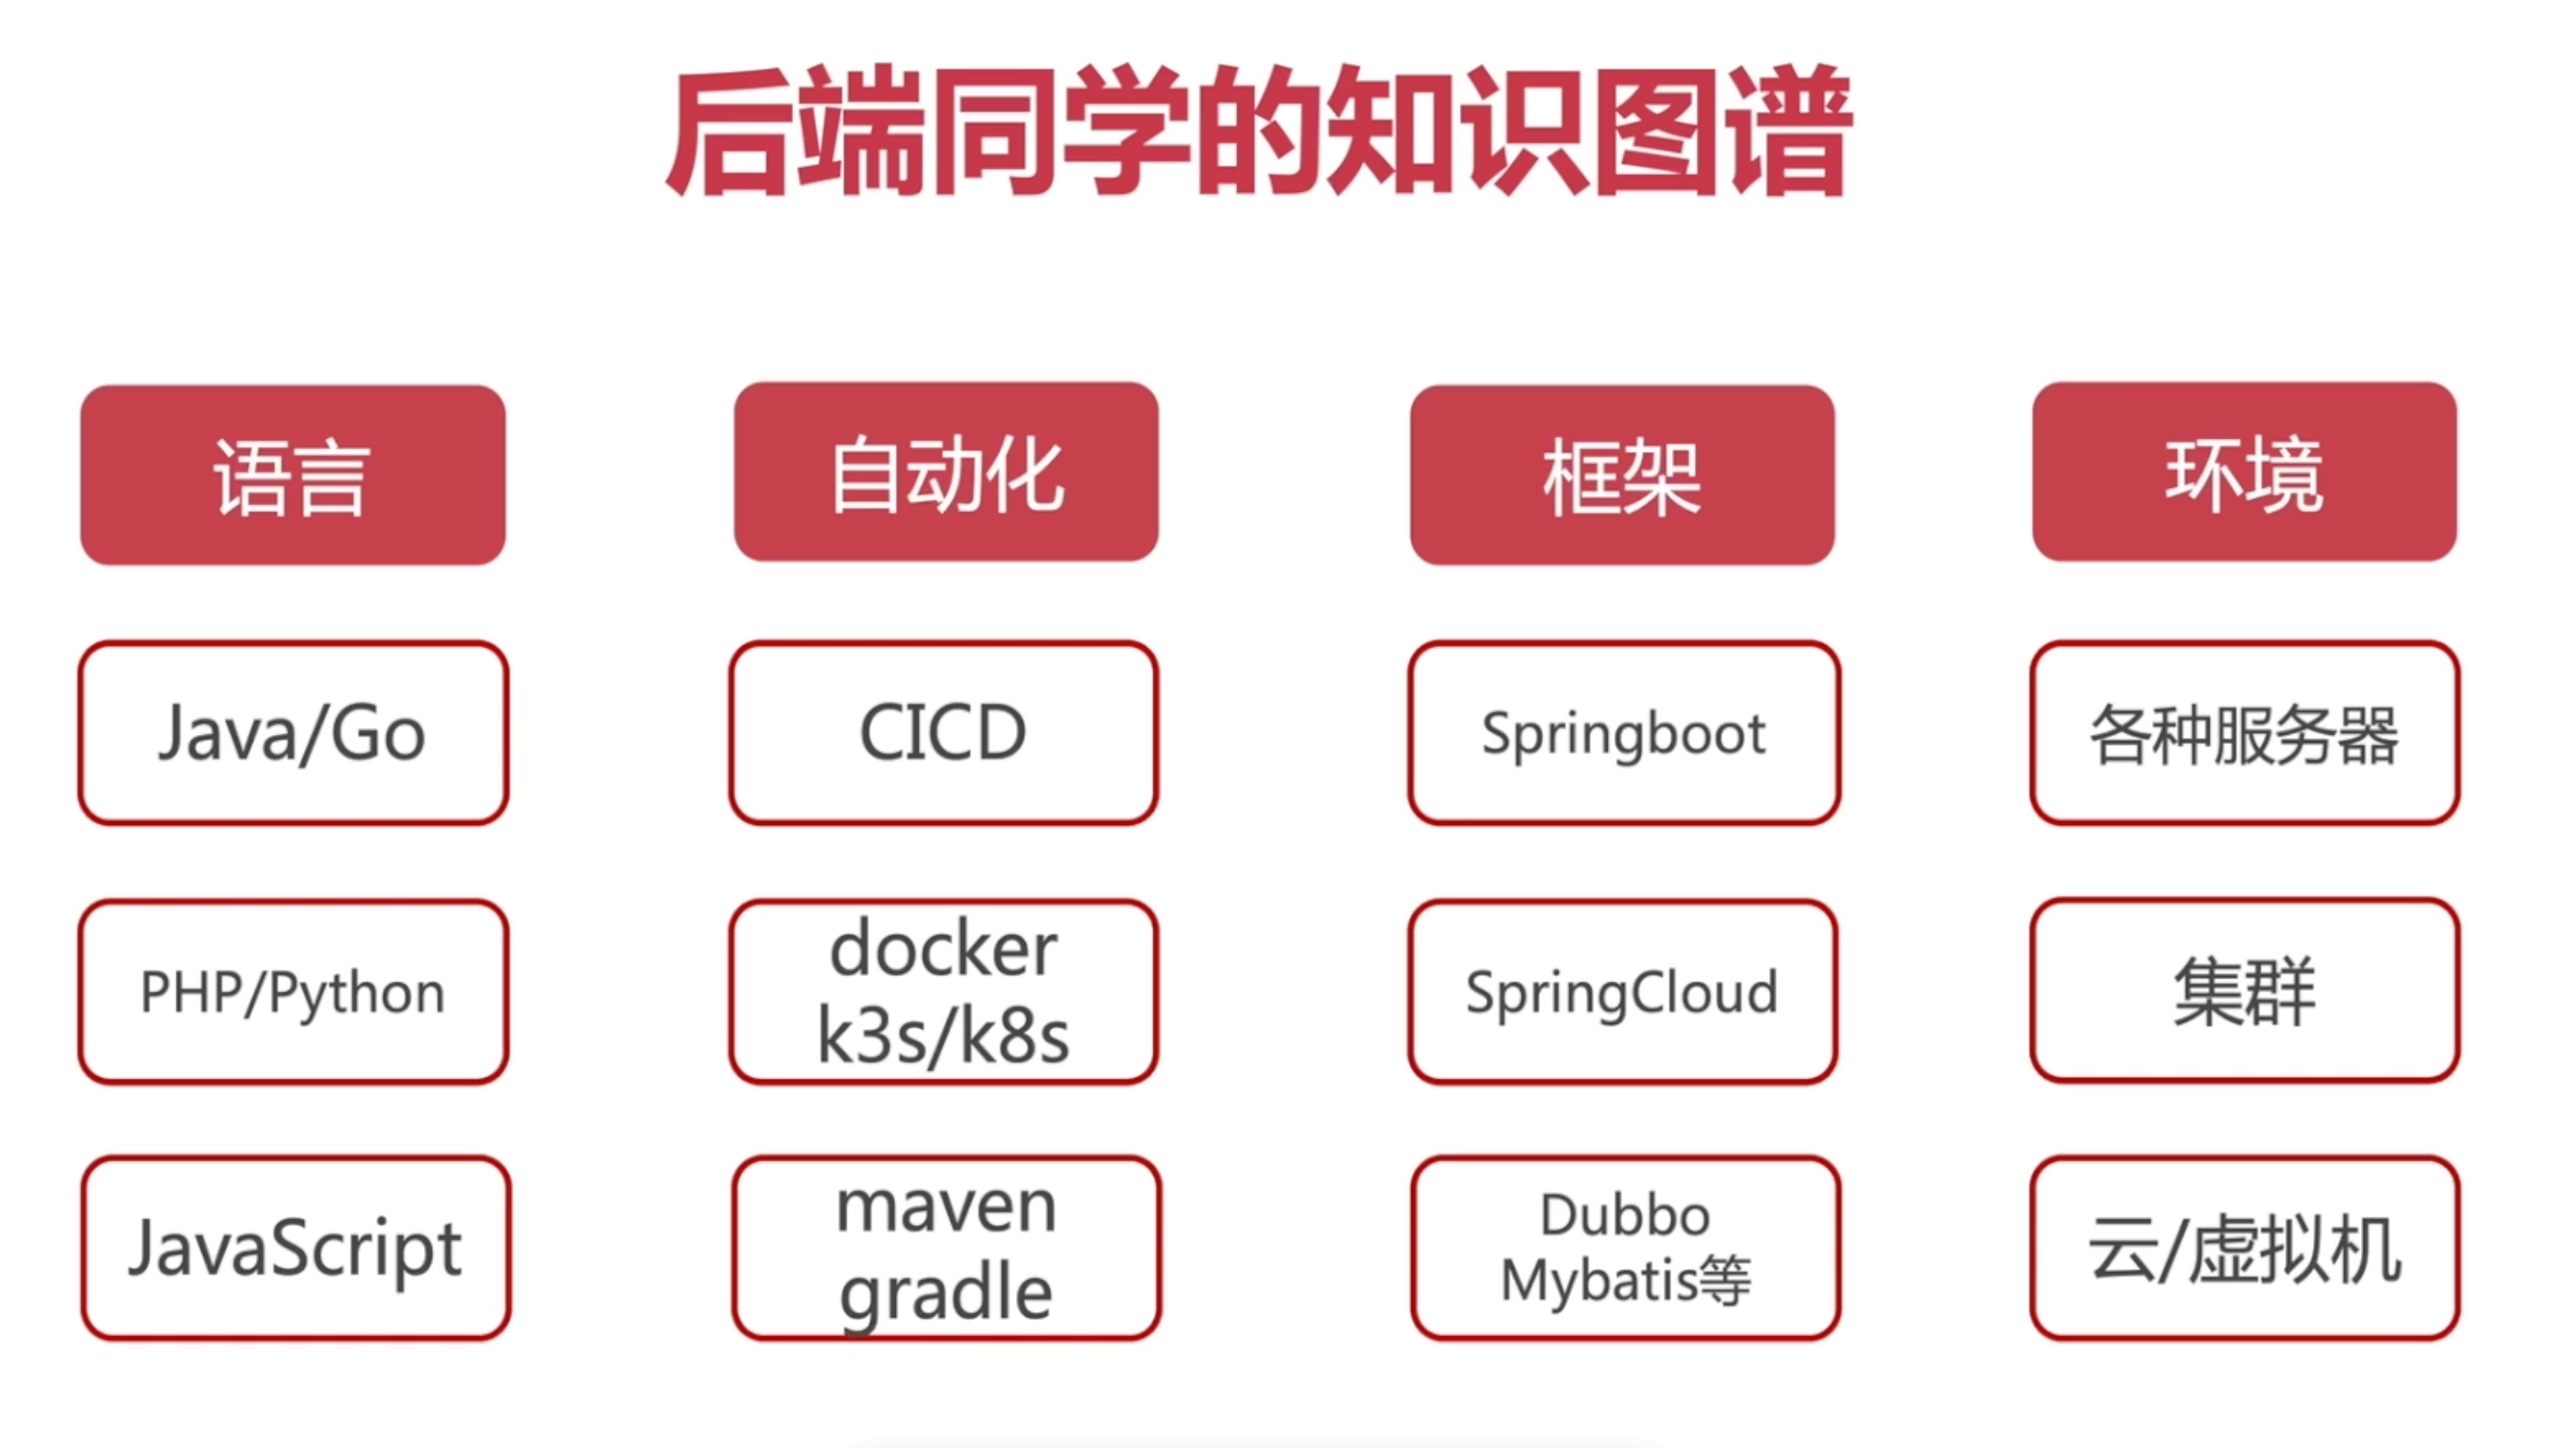 后端同学的知识图谱
语言
自动化
框架
环境
Java/Go
CICD
Springboot
各种服务器
PHP/Python
docker
k3s/k8s
SpringCloud
集群
JavaScript
maven
gradle
Dubbo
Mybatis等
云/虚拟机